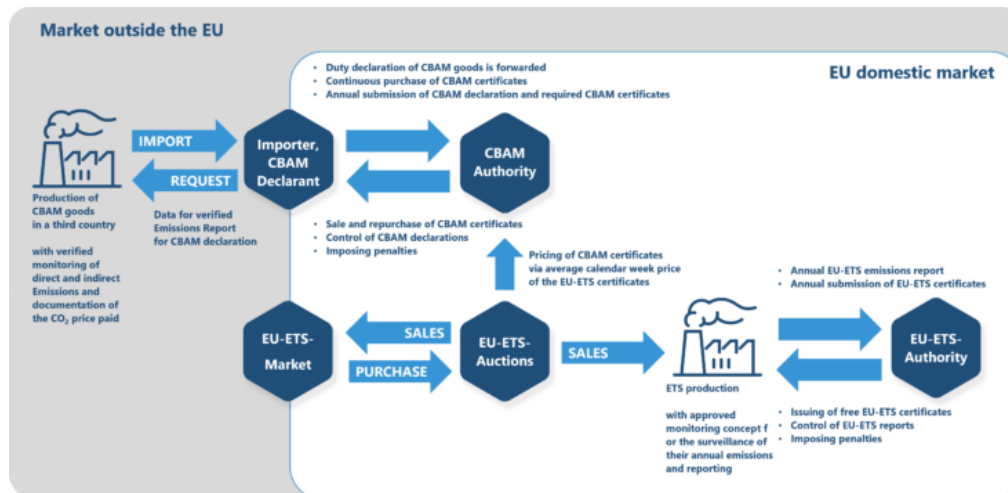 Market outside the EU
• Duty declaration of CBAM goods is forwarded
• Continuous purchase of CBAM certificates
• Annual submission of CBAM declaration and required CBAM certificates
EU domestic market
IMPORT
REQUEST
Importer,
CBAM
Declarant
CBAM
Authority
Production of
CBAM goods
in a third country
with verified
monitoring of
direct and indirect
Emissions and
documentation of
the CO₂ price paid
Data for verified
Emissions Report
for CBAM declaration
• Sale and repurchase of CBAM certificates
• Control of CBAM declarations
• Imposing penalties
Pricing of CBAM certificates
via average calendar week price
of the EU-ETS certificates
• Annual EU-ETS emissions report
• Annual submission of EU-ETS certificates
EU-ETS-
Market
SALES
PURCHASE
EU-ETS-
Auctions
SALES
ETS production
with approved
monitoring concept f
or the surveillance of
their annual emissions
and reporting
EU-ETS-
Authority
• Issuing of free EU-ETS certificates
• Control of EU-ETS reports
• Imposing penalties